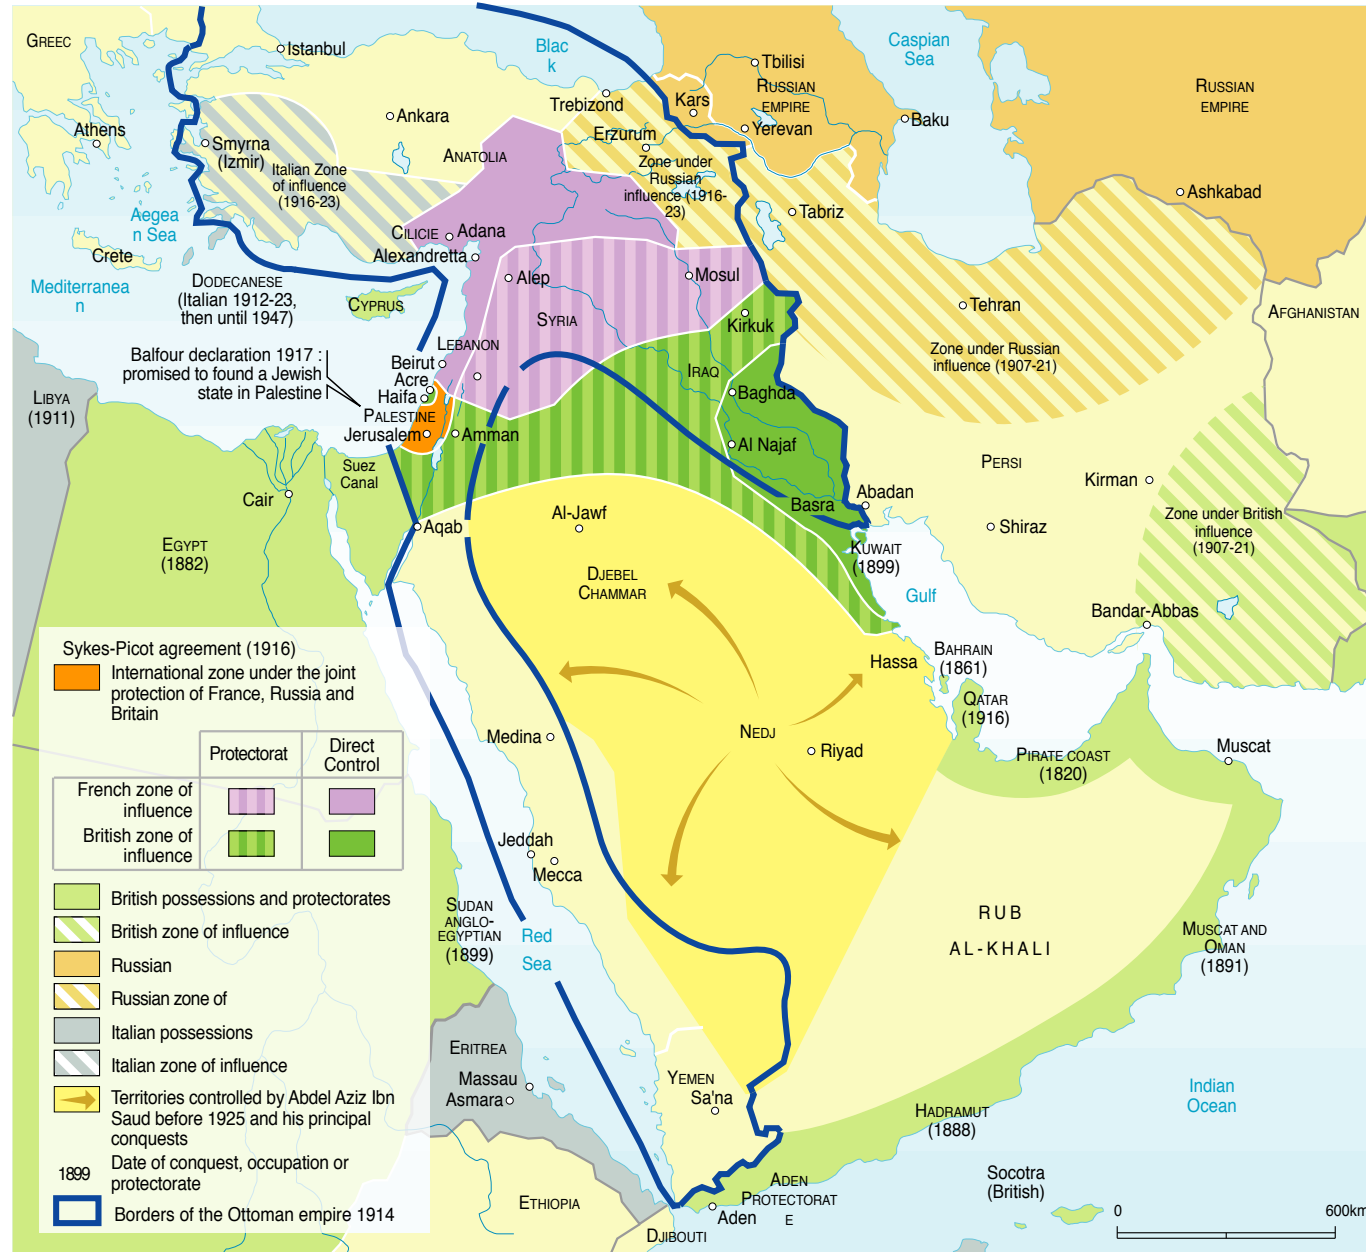 GREEC
Istanbul
Blac
k
Caspian
Sea
Tbilisi
RUSSIAN
EMPIRE
RUSSIAN
EMPIRE
Trebizond
Kars
Ankara
Athens
Smyrna
(Izmir)
Erzurum
Yerevan
Baku
ANATOLIA
Italian Zone
of influence
(1916-23)
Zone under
Russian
influence (1916-
23)
Ashkabad
Aegea
n Sea
Tabriz
CILICIE
Adana
Crete
Alexandretta
Mediterranea
n
DODECANESE
(Italian 1912-23,
then until 1947)
Alep
Mosul
CYPRUS
Tehran
AFGHANISTAN
SYRIA
Kirkuk
Zone under Russian
influence (1907-21)
LEBANON
Balfour declaration 1917 :
promised to found a Jewish
state in Palestine
Beirut
Acre
Haifa
IRAQ
Baghda
LIBYA
(1911)
PALESTINE
Jerusalem
Amman
Al Najaf
PERSI
Suez
Canal
Kirman
Cair
Abadan
Basra
Al-Jawf
Aqab
Shiraz
Zone under British
influence
(1907-21)
EGYPT
(1882)
KUWAIT
(1899)
DJEBEL
CHAMMAR
Gulf
Bandar-Abbas
Sykes-Picot agreement (1916)
International zone under the joint
protection of France, Russia and
Britain
Hassa
BAHRAIN
(1861)
QATAR
(1916)
Medina
NEDJ
Riyad
PIRATE COAST
(1820)
Muscat
Protectorat
Direct
Control
French zone of
influence
British zone of
influence
Jeddah
Mecca
British possessions and protectorates
British zone of influence
Russian
Russian zone of
Italian possessions
Italian zone of influence
Territories controlled by Abdel Aziz Ibn
Saud before 1925 and his principal
conquests
1899
Date of conquest, occupation or
protectorate
Borders of the Ottoman empire 1914
SUDAN
ANGLO-
EGYPTIAN
(1899)
Red
Sea
RUB
AL-KHALI
MUSCAT AND
OMAN
(1891)
ERITREA
Massau
Asmara
YEMEN
Sa'na
HADRAMUT
(1888)
Indian
Ocean
ETHIOPIA
ADEN
PROTECTORAT
E
Aden
Socotra
(British)
DJIBOUTI
0
600km